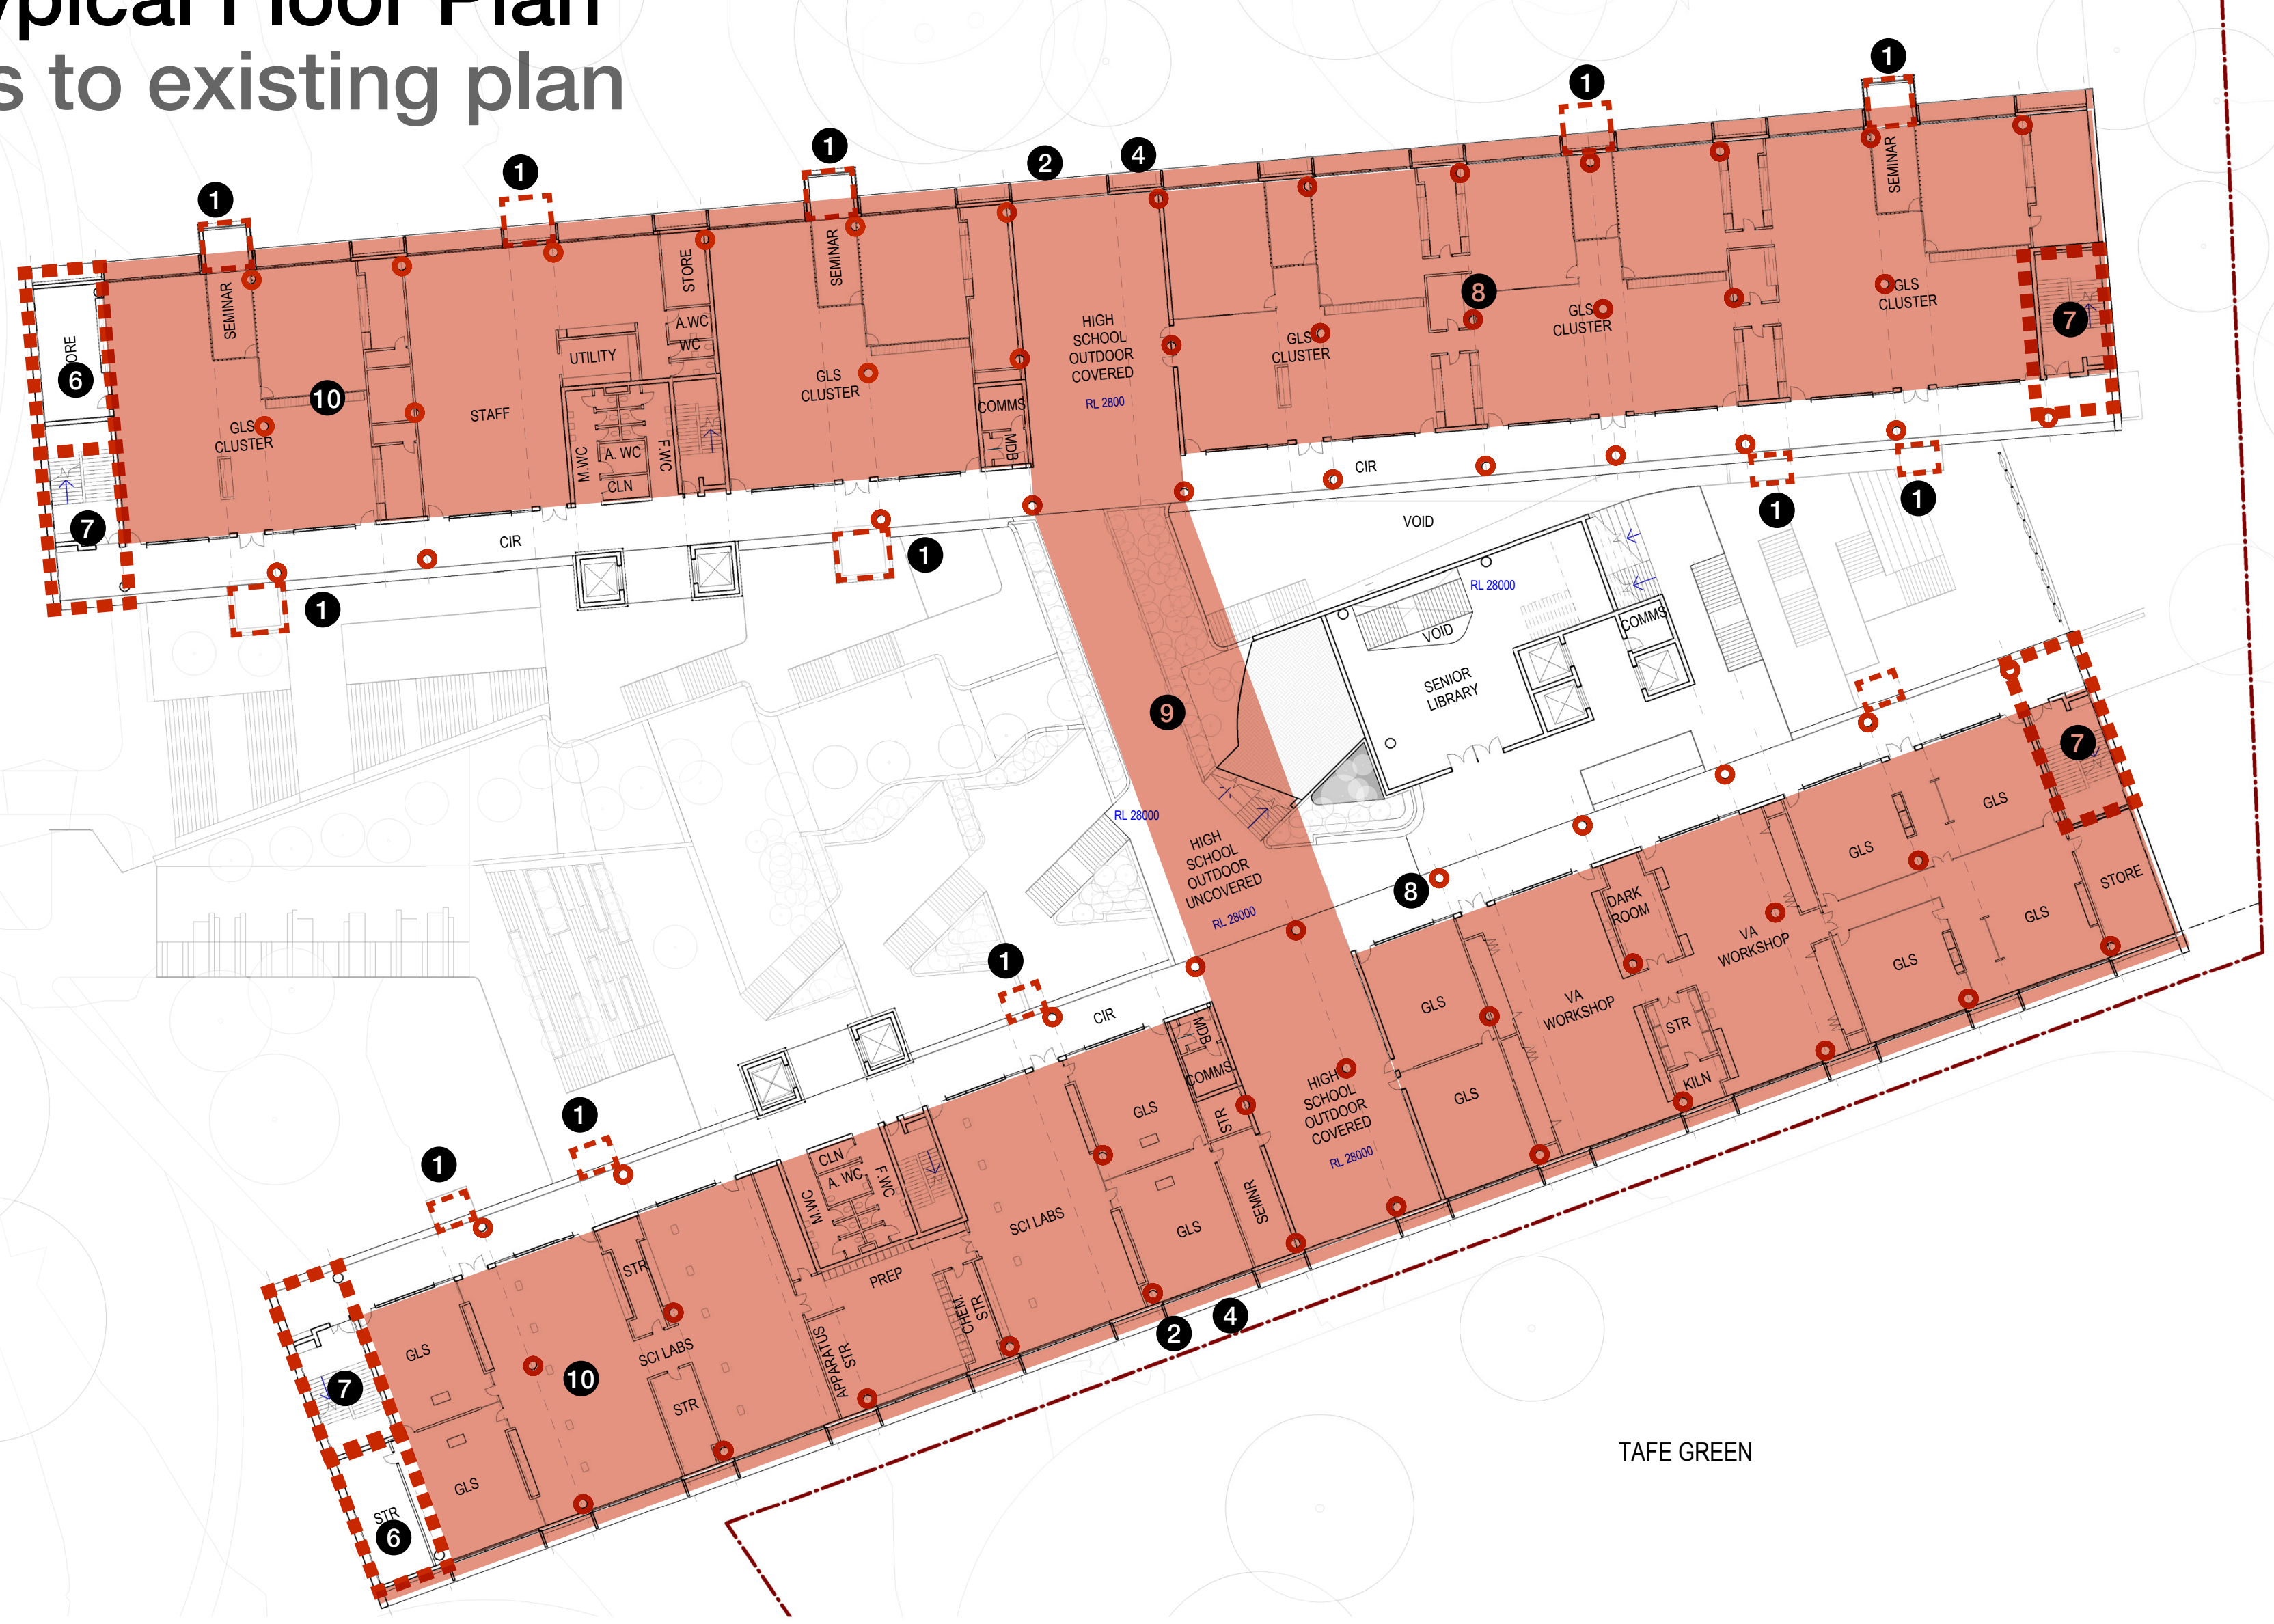 ypical Floor Plan
s to existing plan
1
1
1
2
4
1
1
SEMINAR
STORE
SEMINAR
SEMINAR
A.WC
WC
UTILITY
HIGH
SCHOOL
OUTDOOR
COVERED
RL 2800
8
GLS
CLUSTER
GLS
CLUSTER
GLS
CLUSTER
7
6
10
GLS
CLUSTER
STAFF
GLS
CLUSTER
COMMS
MDB
M.WC
A. WC
F.WC
CLN
7
CIR
CIR
1
1
1
1
VOID
RL 28000
COMMS
VOID
SENIOR
LIBRARY
9
7
RL 28000
HIGH
SCHOOL
OUTDOOR
UNCOVERED
RL 28000
8
GLS
GLS
STORE
GLS
GLS
DARK
ROOM
VA
WORKSHOP
VA
WORKSHOP
STR
KILN
GLS
GLS
1
CIR
MDB
COMMS
STR
HIGH
SCHOOL
OUTDOOR
COVERED
RL 28000
GLS
GLS
SEMNR
1
1
CLN
A. WC
M.WC
F.WC
SCI LABS
PREP
CHEM.
STR
APPARATUS
STR
STR
SCI LABS
STR
GLS
GLS
10
7
STR
6
2
4
TAFE GREEN